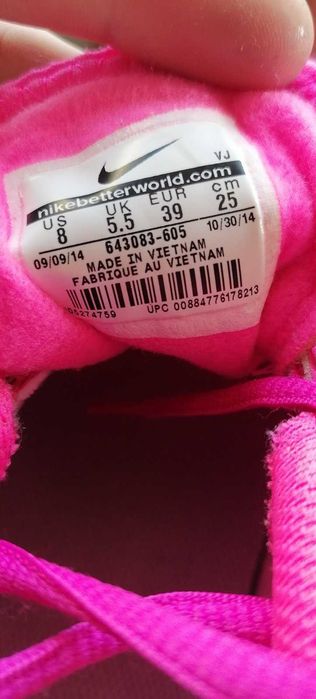 VJ
nikebetterworld.com
US UK EUR cm
8 5.5 39 25
643083-605
09/09/14 10/30/14
MADE IN VIETNAM
FABRIQUE AU VIETNAM
UPC 00884776178213